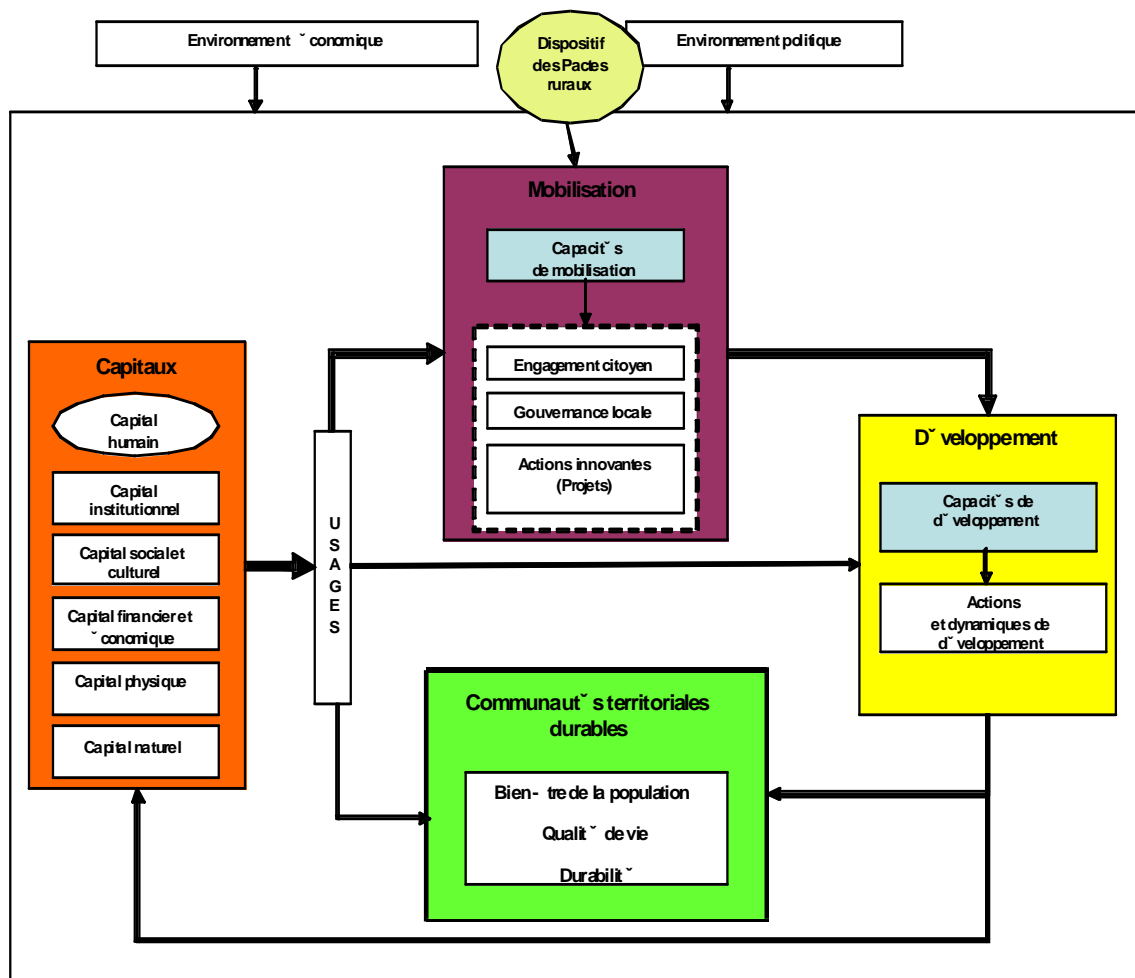 Environnement ˇ conomique
Dispositif
des Pactes
ruraux
Environnement politique
Mobilisation
Capacitˇ s
de mobilisation
Engagement citoyen
Gouvernance locale
Actions innovantes
(Projets)
Capitaux
Capital
humain
Capital
institutionnel
Capital social et
culturel
Capital financier et
ˇ conomique
Capital physique
Capital naturel
U
S
A
G
E
S
Dˇ veloppement
Capacitˇ s de
dˇ veloppement
Actions
et dynamiques de
dˇ veloppement
Communautˇ s territoriales
durables
Bien- tre de la population
Qualitˇ de vie
Durabilitˇ